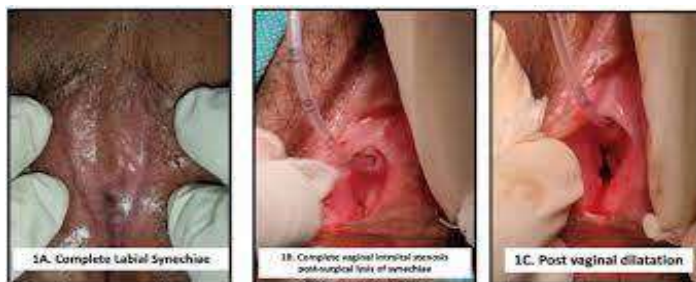 1A. Complete Labial Synechiae
1B. Complete vaginal introital stenosis
post-surgical lysis of synechiae
1C. Post vaginal dilatation